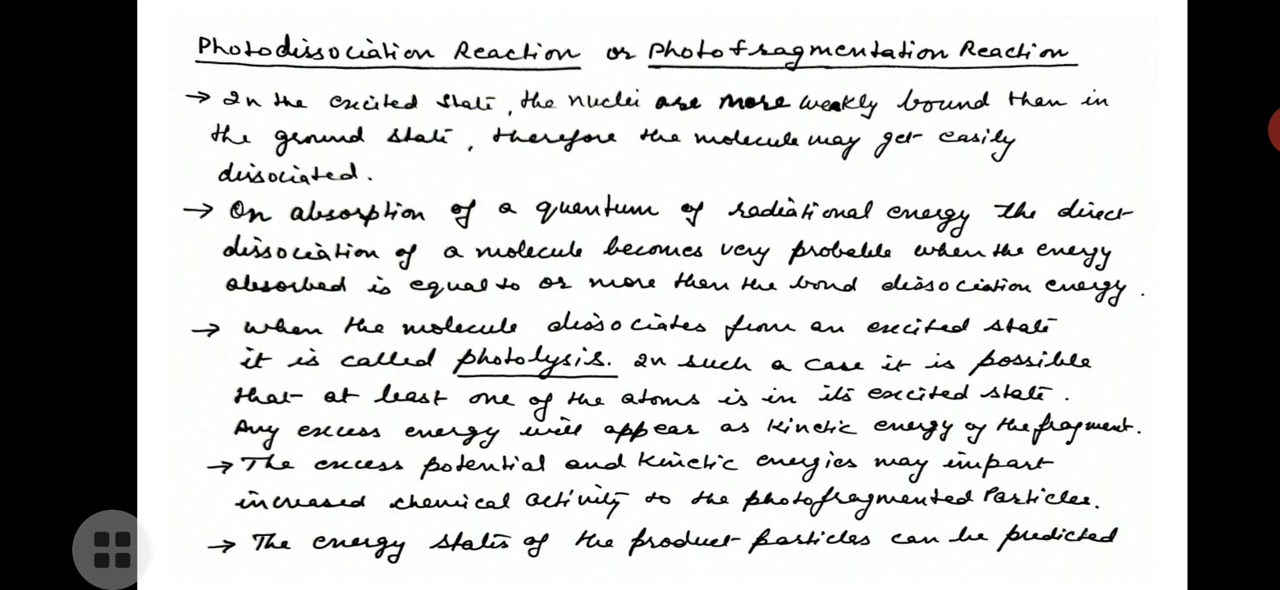 Photodissociation Reaction or Photofragmentation Reaction
→ In the excited state, the nuclei are more weakly bound than in
the ground state, therefore the molecule may get easily
dissociated.
→ On absorption of a quantum of radiational energy the direct
dissociation of a molecule becomes very probable when the energy
absorbed is equal to or more than the bond dissociation energy.
→ When the molecule dissociates from an excited state
it is called photolysis. In such a case it is possible
that at least one of the atoms is in its excited state.
Any excess energy will appear as kinetic energy of the fragment.
→ The excess potential and kinetic energies may impart
increased chemical activity to the photofragmented Particles.
→ The energy states of the product particles can be predicted